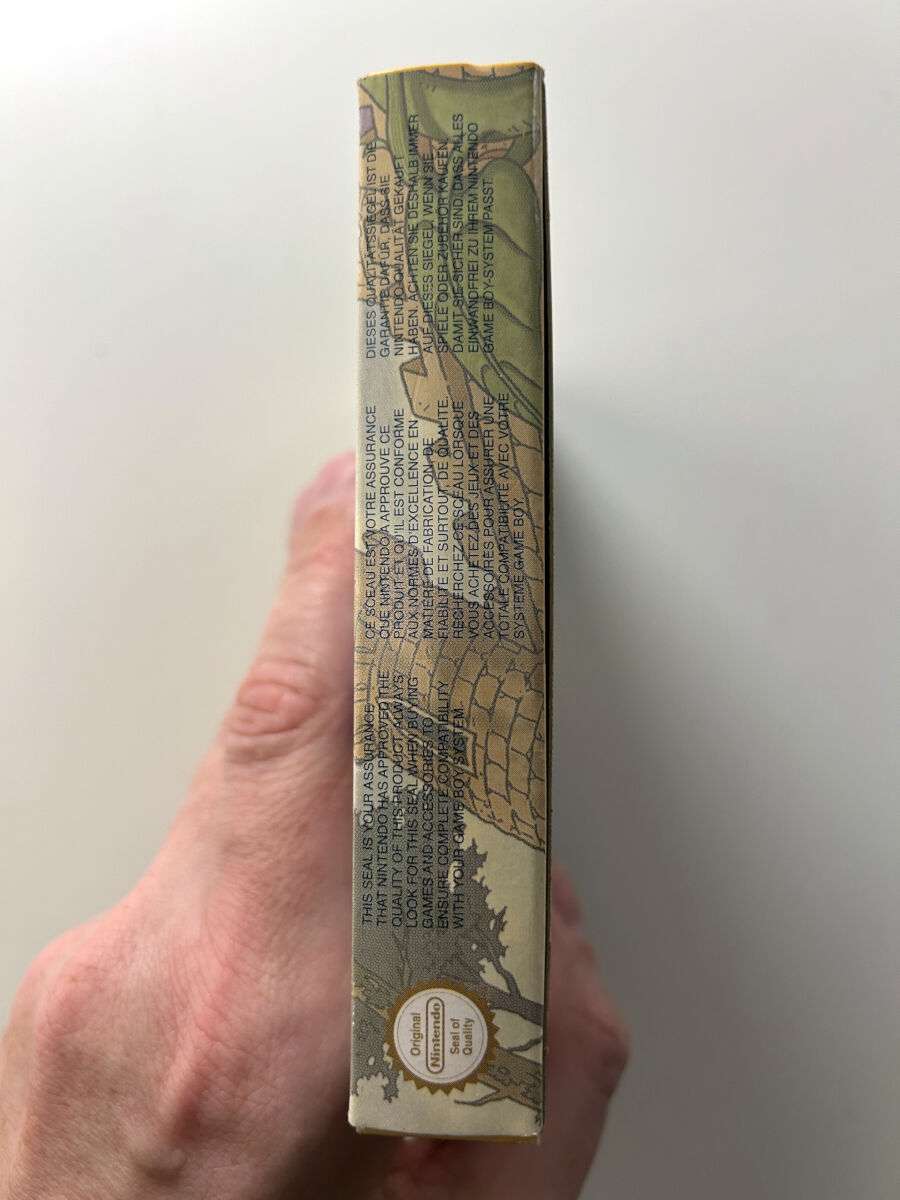 Original
Nintendo
Seal of
Quality
THIS SEAL IS YOUR ASSURANCE
THAT NINTENDO HAS APPROVED THE
QUALITY OF THIS PRODUCT. ALWAYS
LOOK FOR THIS SEAL WHEN BUYING
GAMES AND ACCESSORIES TO
ENSURE COMPLETE COMPATIBILITY
WITH YOUR GAME BOY SYSTEM
CE SCEAU EST VOTRE ASSURANCE
QUE NINTENDO A APPROUVE CE
PRODUIT ET QU'IL EST CONFORME
AUX NORMES D'EXCELLENCE EN
MATIÈRE DE FABRICATION, DE
FIABILITE ET SURTOUT, DE QUALITE.
RECHERCHEZ CE SCEAU LORSQUE
VOUS ACHETEZ DES JEUX ET DES
ACCESSOIRES POUR ASSURER UNE
TOTALE COMPATIBILITE AVEC VOTRE
SYSTEME GAME BOY.
DIESES QUALITÄTSSIEGEL IST DIE
GARANTIE DAFÜR, DASS SIE
NINTENDO-QUALITÄT GEKAUFT
HABEN. ACHTEN SIE DESHALB IMMER
AUF DIESES SIEGEL, WENN SIE
SPIELE ODER ZUBEHÖR KAUFEN,
DAMIT SIE SICHER SIND, DASS ALLES
EINWANDFREI ZU IHREM NINTENDO
GAME BOY-SYSTEM PASST.